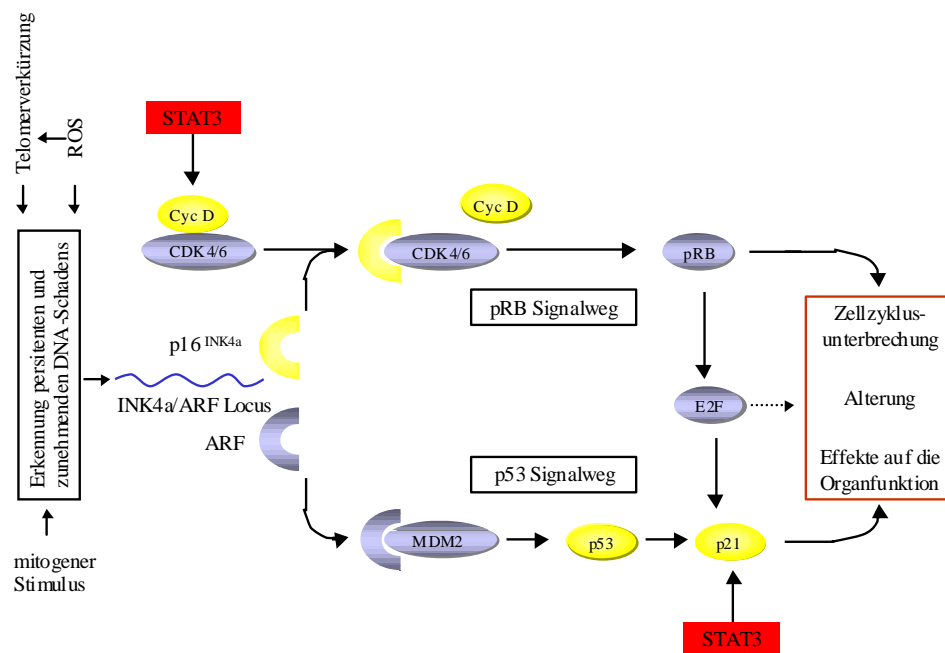 Telomerverkürzung
ROS
STAT3
Cyc D
CDK4/6
Erkennung persitenten und
zunehmenden DNA-Schadens
mitogener
Stimulus
p16 INK4a
INK4a/ARF Locus
ARF
Cyc D
CDK4/6
pRB
pRB Signalweg
E2F
p53 Signalweg
MDM2
p53
p21
STAT3
Zellzyklus-
unterbrechung
Alterung
Effekte auf die
Organfunktion